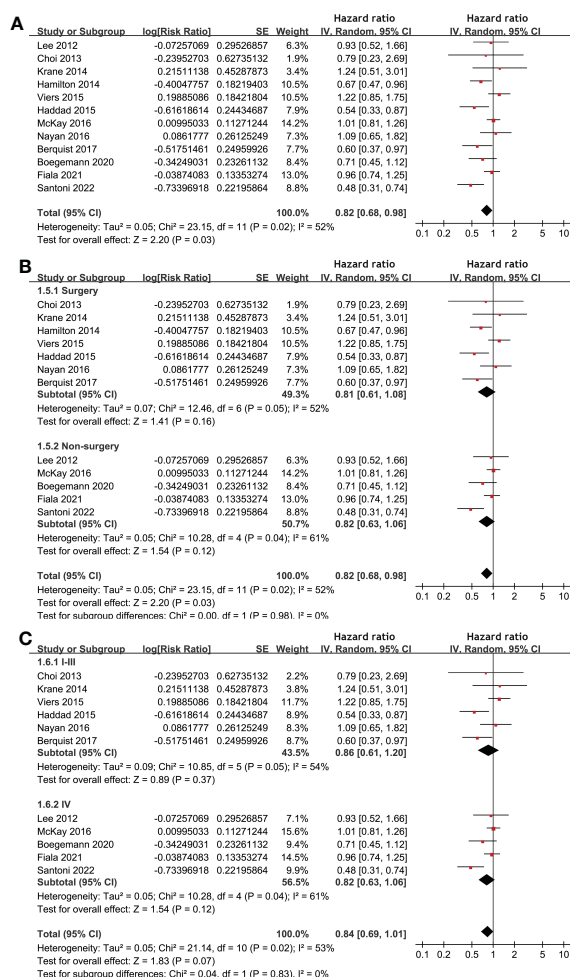 A
Hazard ratio Hazard ratio
Study or Subgroup log[Risk Ratio] SE Weight IV, Random, 95% CI IV, Random, 95% CI
Lee 2012 -0.07257069 0.29526857 6.3% 0.93 [0.52, 1.66]
Choi 2013 -0.23952703 0.62735132 1.9% 0.79 [0.23, 2.69]
Krane 2014 0.21511138 0.45287873 3.3% 1.24 [0.51, 3.01]
Hamilton 2014 -0.40047757 0.18219403 10.5% 0.67 [0.47, 0.96]
Viers 2015 0.19885086 0.18421804 10.4% 1.22 [0.85, 1.75]
Haddad 2015 -0.61618614 0.24434687 7.9% 0.54 [0.33, 0.87]
McKay 2016 0.00995033 0.11271244 14.2% 1.01 [0.81, 1.26]
Nayan 2016 0.0861777 0.26125249 7.3% 1.09 [0.65, 1.82]
Berquist 2017 -0.51751461 0.24959926 7.7% 0.60 [0.37, 0.97]
Boegemann 2020 -0.34249031 0.23261132 8.4% 0.71 [0.45, 1.12]
Fiala 2021 -0.03874083 0.13353274 13.0% 0.96 [0.74, 1.25]
Santoni 2022 -0.73396918 0.22195864 8.8% 0.48 [0.31, 0.74]
Total (95% CI) 100.0% 0.82 [0.68, 0.98]
Heterogeneity: Tau² = 0.05; Chi² = 23.15, df = 11 (P = 0.02); I² = 52%
Test for overall effect: Z = 2.20 (P = 0.03)
0.1 0.2 0.5 1 2 5 10
B
Hazard ratio Hazard ratio
Study or Subgroup log[Risk Ratio] SE Weight IV, Random, 95% CI IV, Random, 95% CI
1.5.1 Surgery
Choi 2013 -0.23952703 0.62735132 1.9% 0.79 [0.23, 2.69]
Krane 2014 0.21511138 0.45287873 3.4% 1.24 [0.51, 3.01]
Hamilton 2014 -0.40047757 0.18219403 10.5% 0.67 [0.47, 0.96]
Viers 2015 0.19885086 0.18421804 10.4% 1.22 [0.85, 1.75]
Haddad 2015 -0.61618614 0.24434687 7.9% 0.54 [0.33, 0.87]
Nayan 2016 0.0861777 0.26125249 7.3% 1.09 [0.65, 1.82]
Berquist 2017 -0.51751461 0.24959926 7.7% 0.60 [0.37, 0.97]
Subtotal (95% CI) 49.3% 0.81 [0.61, 1.08]
Heterogeneity: Tau² = 0.07; Chi² = 12.46, df = 6 (P = 0.05); I² = 52%
Test for overall effect: Z = 1.41 (P = 0.16)
1.5.2 Non-surgery
Lee 2012 -0.07257069 0.29526857 6.3% 0.93 [0.52, 1.66]
McKay 2016 0.00995033 0.11271244 14.2% 1.01 [0.81, 1.26]
Boegemann 2020 -0.34249031 0.23261132 8.4% 0.71 [0.45, 1.12]
Fiala 2021 -0.03874083 0.13353274 13.0% 0.96 [0.74, 1.25]
Santoni 2022 -0.73396918 0.22195864 8.8% 0.48 [0.31, 0.74]
Subtotal (95% CI) 50.7% 0.82 [0.63, 1.06]
Heterogeneity: Tau² = 0.05; Chi² = 10.28, df = 4 (P = 0.04); I² = 61%
Test for overall effect: Z = 1.54 (P = 0.12)
Total (95% CI) 100.0% 0.82 [0.68, 0.98]
Heterogeneity: Tau² = 0.05; Chi² = 23.15, df = 11 (P = 0.02); I² = 52%
Test for overall effect: Z = 2.20 (P = 0.03)
Test for subgroup differences: Chi² = 0.00, df = 1 (P = 0.98), I² = 0%
0.1 0.2 0.5 1 2 5 10
C
Hazard ratio Hazard ratio
Study or Subgroup log[Risk Ratio] SE Weight IV, Random, 95% CI IV, Random, 95% CI
1.6.1 I-III
Choi 2013 -0.23952703 0.62735132 2.2% 0.79 [0.23, 2.69]
Krane 2014 0.21511138 0.45287873 3.8% 1.24 [0.51, 3.01]
Viers 2015 0.19885086 0.18421804 11.7% 1.22 [0.85, 1.75]
Haddad 2015 -0.61618614 0.24434687 8.9% 0.54 [0.33, 0.87]
Nayan 2016 0.0861777 0.26125249 8.2% 1.09 [0.65, 1.82]
Berquist 2017 -0.51751461 0.24959926 8.7% 0.60 [0.37, 0.97]
Subtotal (95% CI) 43.5% 0.86 [0.61, 1.20]
Heterogeneity: Tau² = 0.09; Chi² = 10.85, df = 5 (P = 0.05); I² = 54%
Test for overall effect: Z = 0.89 (P = 0.37)
1.6.2 IV
Lee 2012 -0.07257069 0.29526857 7.1% 0.93 [0.52, 1.66]
McKay 2016 0.00995033 0.11271244 15.6% 1.01 [0.81, 1.26]
Boegemann 2020 -0.34249031 0.23261132 9.4% 0.71 [0.45, 1.12]
Fiala 2021 -0.03874083 0.13353274 14.5% 0.96 [0.74, 1.25]
Santoni 2022 -0.73396918 0.22195864 9.9% 0.48 [0.31, 0.74]
Subtotal (95% CI) 56.5% 0.82 [0.63, 1.06]
Heterogeneity: Tau² = 0.05; Chi² = 10.28, df = 4 (P = 0.04); I² = 61%
Test for overall effect: Z = 1.54 (P = 0.12)
Total (95% CI) 100.0% 0.84 [0.69, 1.01]
Heterogeneity: Tau² = 0.05; Chi² = 21.14, df = 10 (P = 0.02); I² = 53%
Test for overall effect: Z = 1.83 (P = 0.07)
Test for subgroup differences: Chi² = 0.04, df = 1 (P = 0.83), I² = 0%
0.1 0.2 0.5 1 2 5 10